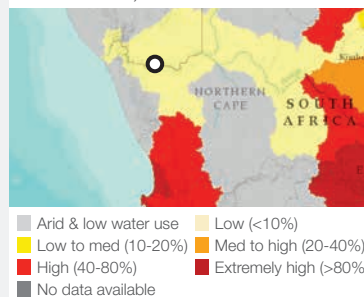 NORTHERN
CAPE
SOUTH
AFRICA
Arid & low water use
Low (<10%)
Low to med (10-20%)
Med to high (20-40%)
High (40-80%)
Extremely high (>80%
No data available